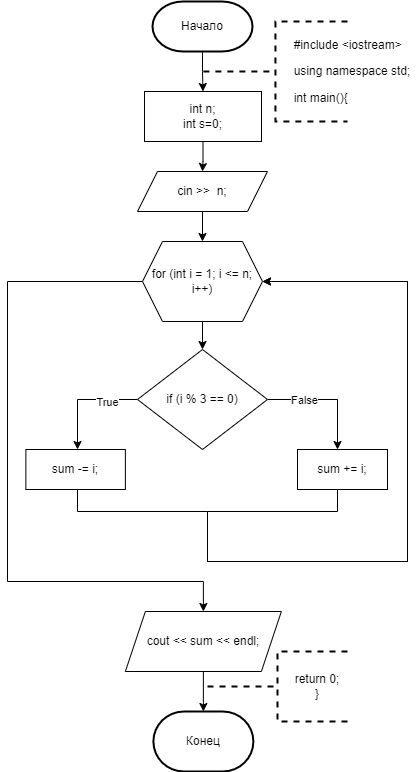 Начало
#include <iostream>
using namespace std;
int main(){
int n;
int s=0;
cin >> n;
for (int i = 1; i <= n;
i++)
if (i % 3 == 0)
True
False
sum -= i;
sum += i;
cout << sum << endl;
return 0;
}
Конец